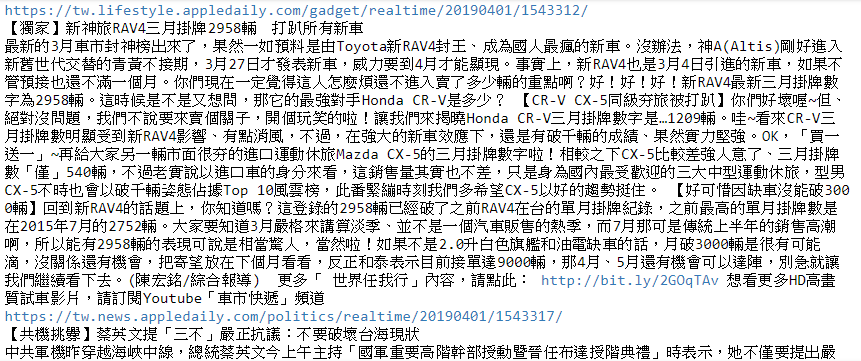 https://tw.lifestyle.appledaily.com/gadget/realtime/20190401/1543312/
【獨家】新神旅RAV4三月掛牌2958輛　打趴所有新車
最新的3月車市封神榜出來了，果然一如預料是由Toyota新RAV4封王、成為國人最瘋的新車。沒辦法，神A(Altis)剛好進入
新舊世代交替的青黃不接期，3月27日才發表新車，威力要到4月才能顯現。事實上，新RAV4也是3月4日引進的新車，如果不
管預接也還不滿一個月。你們現在一定覺得這人怎麼煩還不進入賣了多少輛的重點啊？好！好！好！新RAV4最新三月掛牌數
字為2958輛。這時候是不是又想問，那它的最強對手Honda CR-V是多少？ 【CR-V CX-5同級夯旅被打趴】你們好壞喔~但、
絕對沒問題，我們不說要來賣個關子，開個玩笑的啦！讓我們來揭曉Honda CR-V三月掛牌數字是…1209輛。哇~看來CR-V三
月掛牌數明顯受到新RAV4影響、有點消風，不過，在強大的新車效應下，還是有破千輛的成績、果然實力堅強。OK，「買一
送一」~再給大家另一輛市面很夯的進口運動休旅Mazda CX-5的三月掛牌數字啦！相較之下CX-5比較差強人意了、三月掛牌
數「僅」540輛，不過老實說以進口車的身分來看，這銷售量其實也不差，只是身為國內最受歡迎的三大中型運動休旅，型男
CX-5不時也會以破千輛姿態佔據Top 10風雲榜，此番緊繃時刻我們多希望CX-5以好的趨勢挺住。 【好可惜因缺車沒能破300
0輛】回到新RAV4的話題上，你知道嗎？這登錄的2958輛已經破了之前RAV4在台的單月掛牌紀錄，之前最高的單月掛牌數是
在2015年7月的2752輛。大家要知道3月嚴格來講算淡季、並不是一個汽車販售的熱季，而7月那可是傳統上半年的銷售高潮
啊，所以能有2958輛的表現可說是相當驚人，當然啦！如果不是2.0升白色旗艦和油電缺車的話，月破3000輛是很有可能
滴，沒關係還有機會，把寄望放在下個月看看，反正和泰表示目前接單達9000輛，那4月、5月還有機會可以達陣，別急就讓
我們繼續看下去。(陳宏銘/綜合報導)　更多「 世界任我行」內容，請點此： http://bit.ly/2GOqTAv 想看更多HD高畫
質試車影片，請訂閱Youtube「車市快遞」頻道
https://tw.news.appledaily.com/politics/realtime/20190401/1543317/
【共機挑釁】蔡英文提「三不」嚴正抗議：不要破壞台海現狀
中共軍機昨穿越海峽中線，總統蔡英文今上午主持「國軍重要高階幹部授勳暨晉任布達授階典禮」時表示，她不僅要提出嚴